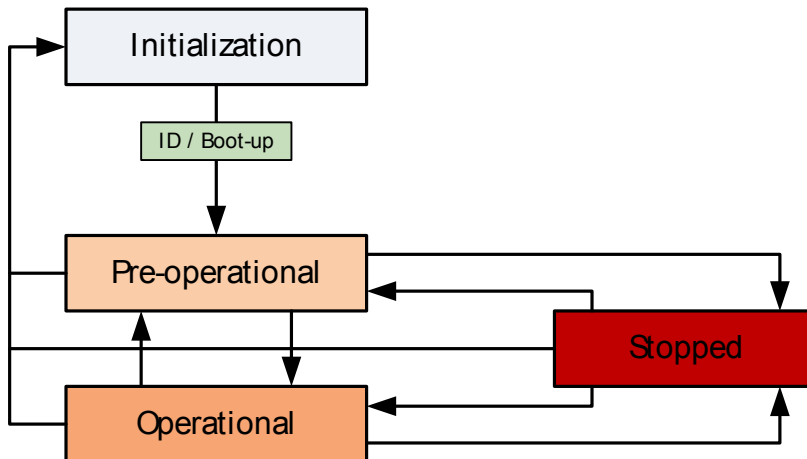 Initialization
ID / Boot-up
Pre-operational
Stopped
Operational